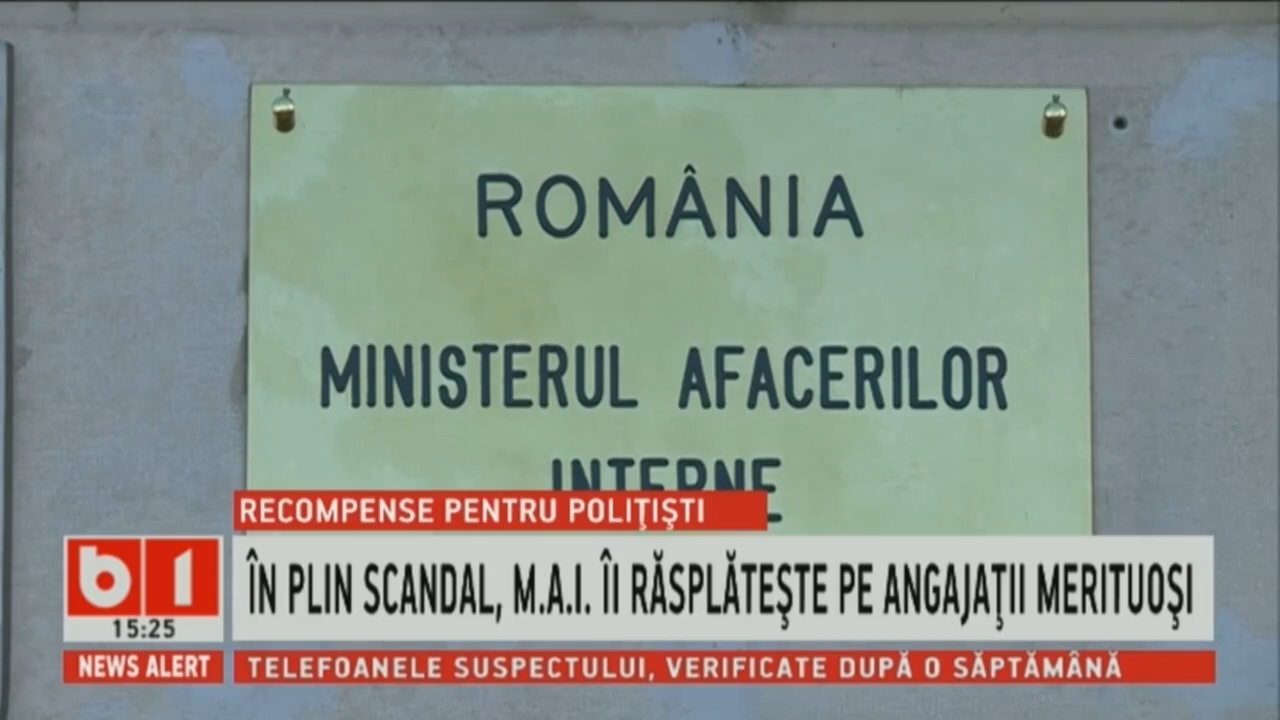 ROMÂNIA
MINISTERUL AFACERILOR
INTERNE
RECOMPENSE PENTRU POLIŢIŞTI
ÎN PLIN SCANDAL, M.A.I. ÎI RĂSPLĂTEŞTE PE ANGAJAŢII MERITUOŞI
b1
15:25
NEWS ALERT
TELEFOANELE SUSPECTULUI, VERIFICATE DUPĂ O SĂPTĂMÂNĂ